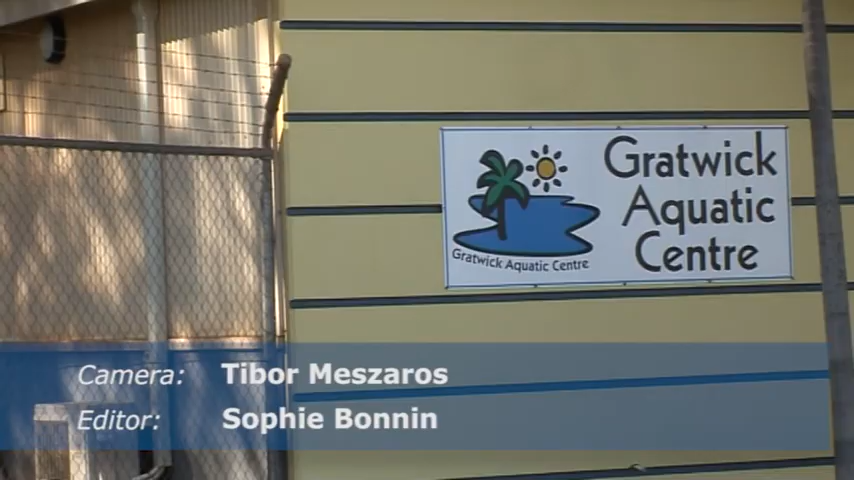 Gratwick
Aquatic
Centre
Gratwick Aquatic Centre
Camera: Tibor Meszaros
Editor: Sophie Bonnin